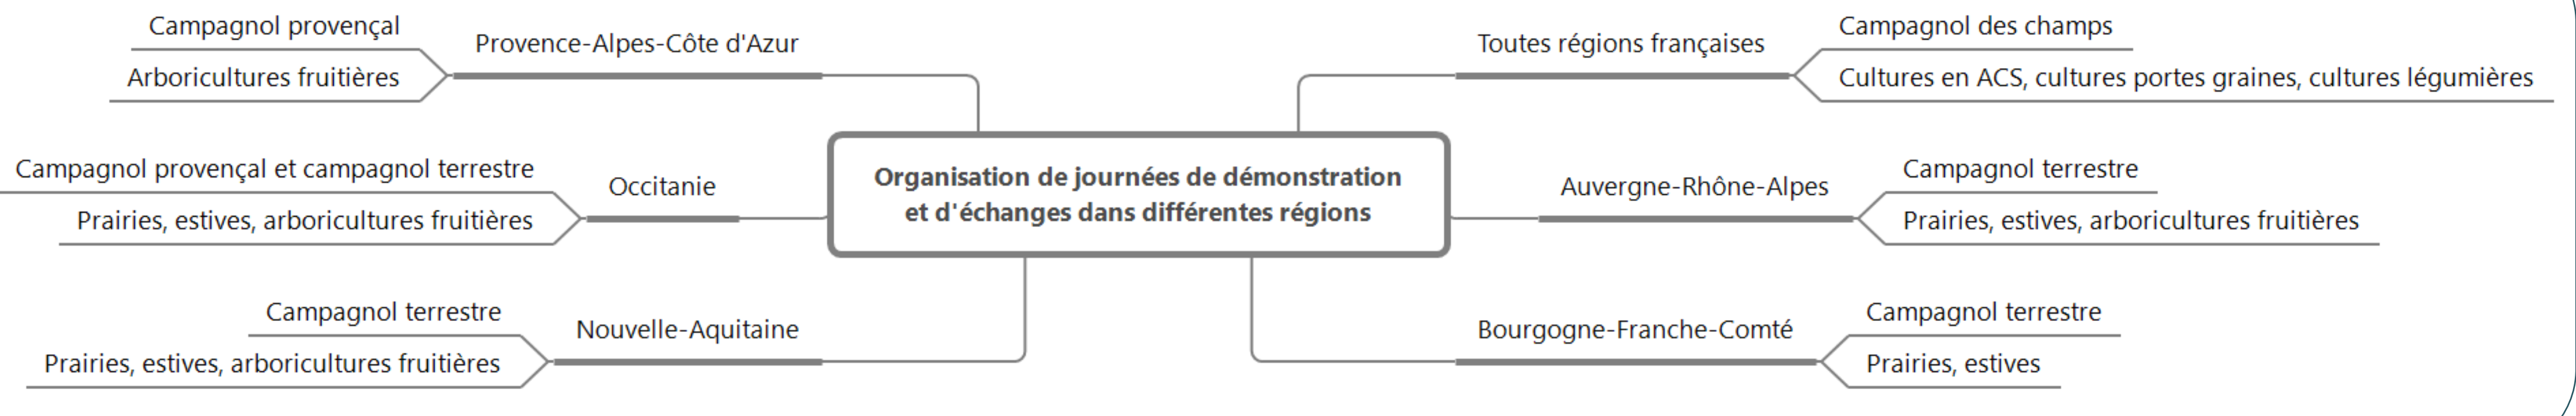 Campagnol provençal
Arboricultures fruitières
Provence-Alpes-Côte d'Azur
Campagnol provençal et campagnol terrestre
Prairies, estives, arboricultures fruitières
Occitanie
Campagnol terrestre
Prairies, estives, arboricultures fruitières
Nouvelle-Aquitaine
Organisation de journées de démonstration
et d'échanges dans différentes régions
Toutes régions françaises
Campagnol des champs
Cultures en ACS, cultures portes graines, cultures légumières
Auvergne-Rhône-Alpes
Campagnol terrestre
Prairies, estives, arboricultures fruitières
Bourgogne-Franche-Comté
Campagnol terrestre
Prairies, estives